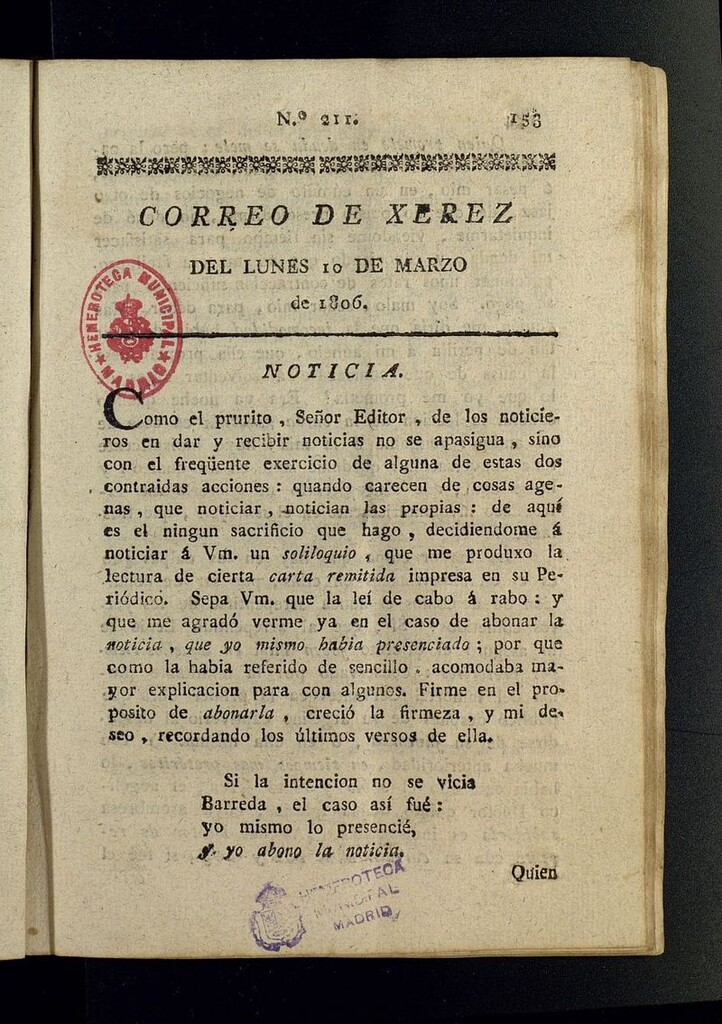 N.º 211. 153
CORREO DE XEREZ
DEL LUNES 10 DE MARZO
de 1806.
HEMEROTECA MUNICIPAL
MADRID
NOTICIA.
Como el prurito , Señor Editor , de los noticie-
ros en dar y recibir noticias no se apasigua , sino
con el freqüente exercicio de alguna de estas dos
contraidas acciones : quando carecen de cosas age-
nas , que noticiar , notician las propias : de aquí
es el ningun sacrificio que hago , decidiendome á
noticiar á Vm. un soliloquio , que me produxo la
lectura de cierta carta remitida impresa en su Pe-
riódico. Sepa Vm. que la leí de cabo á rabo : y
que me agradó verme ya en el caso de abonar la
noticia , que yo mismo habia presenciado ; por que
como la habia referido de sencillo , acomodaba ma-
yor explicacion para con algunos. Firme en el pro-
posito de abonarla , creció la firmeza , y mi de-
seo , recordando los últimos versos de ella.
Si la intencion no se vicia
Barreda , el caso así fué :
yo mismo lo presencié,
y yo abono la noticia.
Quien
HEMEROTECA
MUNICIPAL
MADRID